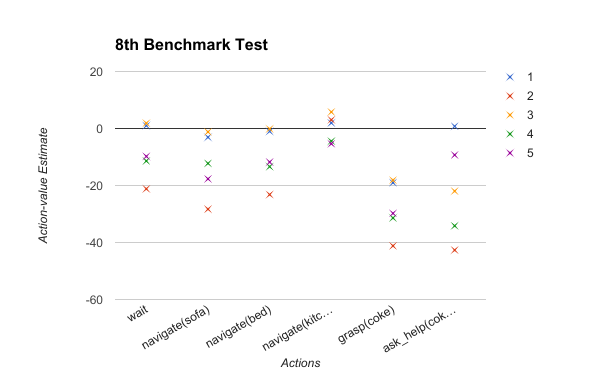 8th Benchmark Test
20
0
-20
-40
-60
Action-value Estimate
wait
navigate(sofa)
navigate(bed)
navigate(kitc...
grasp(coke)
ask_help(cok...
Actions
1
2
3
4
5